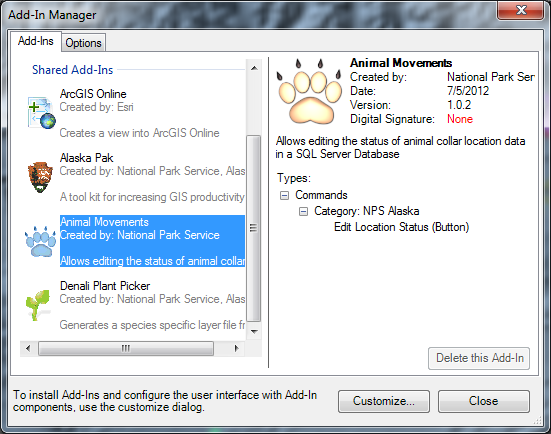 Add-In Manager
Add-Ins
Options
Shared Add-Ins
ArcGIS Online
Created by: Esri
Creates a view into ArcGIS Online
Alaska Pak
Created by: National Park Service, Alas
A tool kit for increasing GIS productivity
Animal Movements
Created by: National Park Service
Allows editing the status of animal collar
Denali Plant Picker
Created by: National Park Service, Alas
Generates a species specific layer file fr
Animal Movements
Created by: National Park Ser
Date: 7/5/2012
Version: 1.0.2
Digital Signature: None
Allows editing the status of animal collar location data
in a SQL Server Database
Types:
Commands
Category: NPS Alaska
Edit Location Status (Button)
Delete this Add-In
To install Add-Ins and configure the user interface with Add-In
components, use the customize dialog.
Customize...
Close